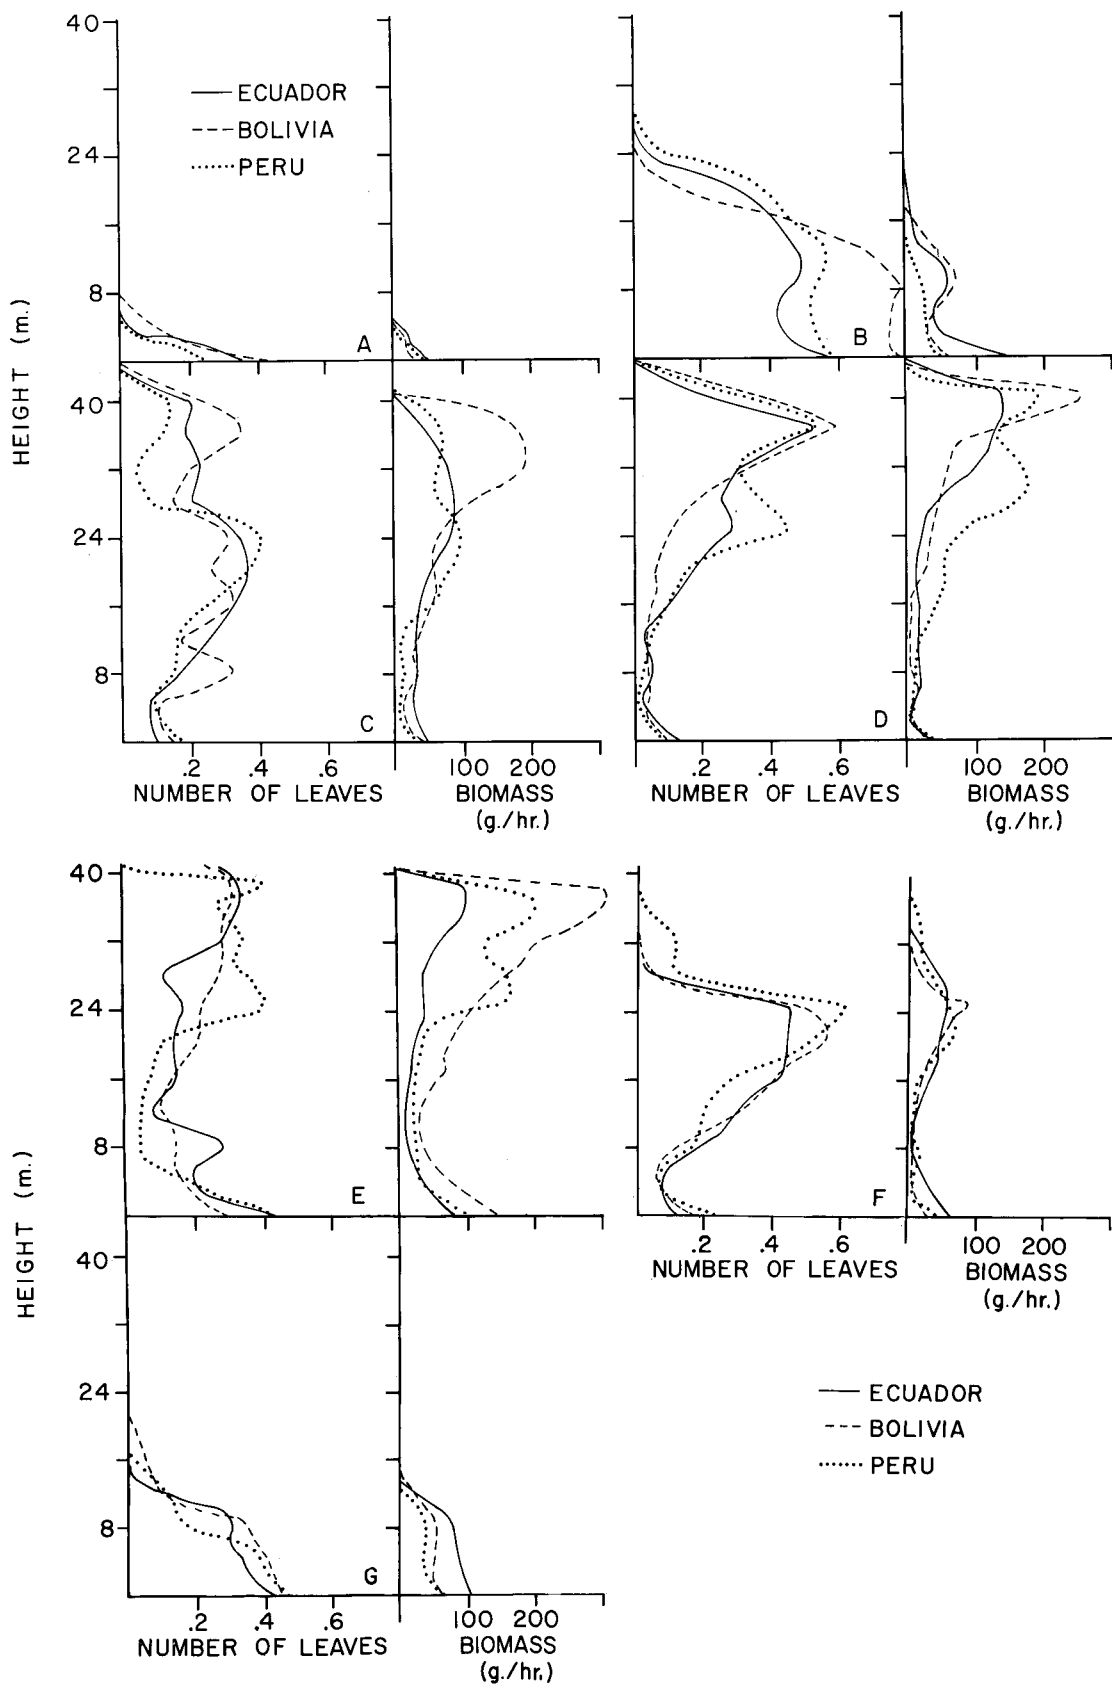 40
ECUADOR
BOLIVIA
24
PERU
8
A
B
HEIGHT (m.)
40
24
8
C
D
.2 .4 .6
100 200
.2 .4 .6
100 200
NUMBER OF LEAVES
BIOMASS
(g./hr.)
NUMBER OF LEAVES
BIOMASS
(g./hr.)
40
24
8
E
F
HEIGHT (m.)
.2 .4 .6
100 200
NUMBER OF LEAVES
BIOMASS
(g./hr.)
40
24
8
G
ECUADOR
BOLIVIA
PERU
.2 .4 .6
100 200
NUMBER OF LEAVES
BIOMASS
(g./hr.)